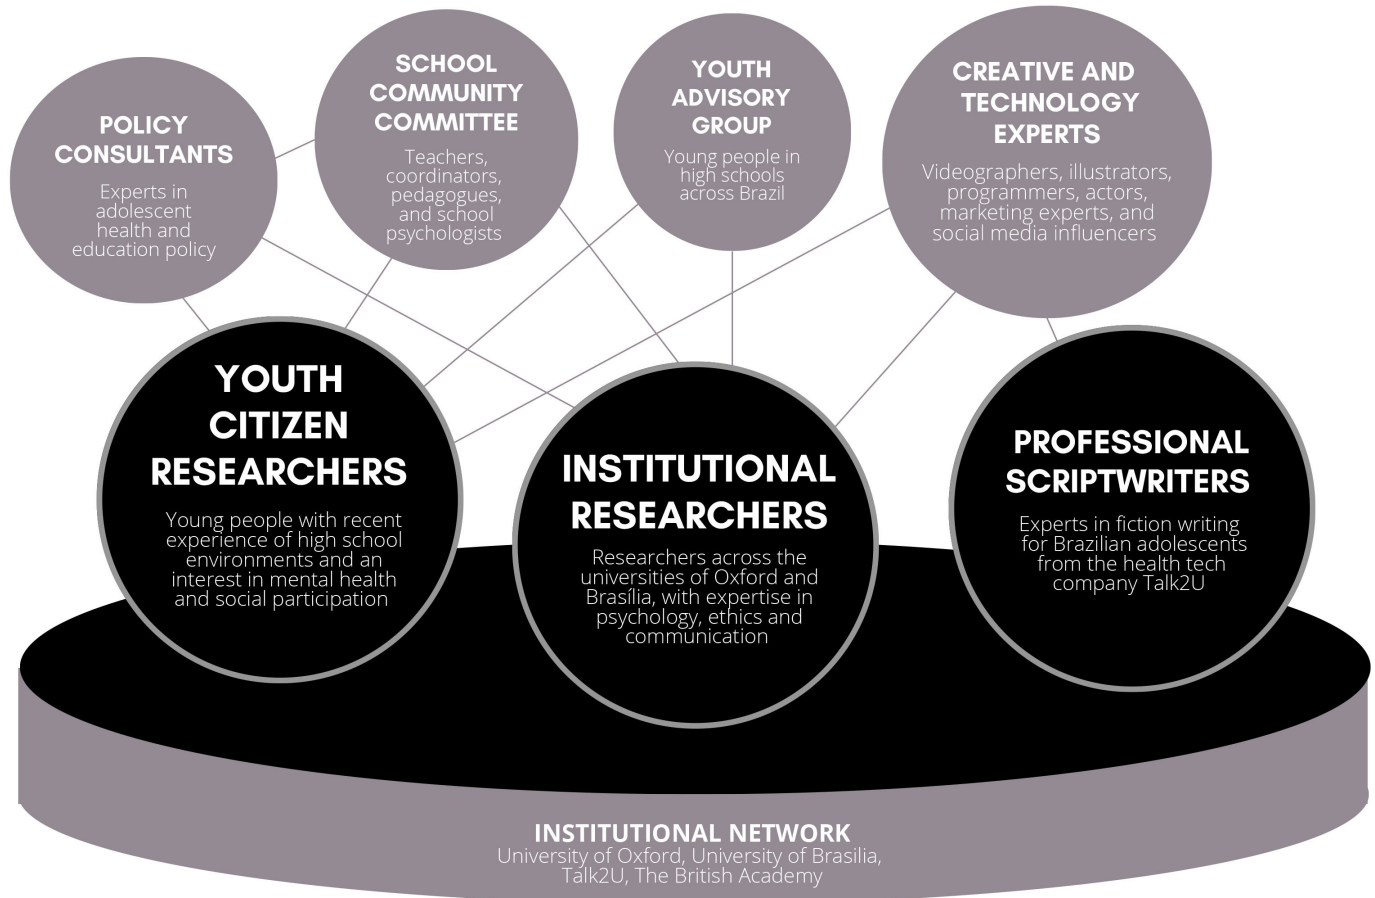 POLICY
CONSULTANTS
Experts in
adolescent
health and
education policy
SCHOOL
COMMUNITY
COMMITTEE
Teachers,
coordinators,
pedagogues,
and school
psychologists
YOUTH
ADVISORY
GROUP
Young people in
high schools
across Brazil
CREATIVE AND
TECHNOLOGY
EXPERTS
Videographers, illustrators,
programmers, actors,
marketing experts, and
social media influencers
YOUTH
CITIZEN
RESEARCHERS
Young people with recent
experience of high school
environments and an
interest in mental health
and social participation
INSTITUTIONAL
RESEARCHERS
Researchers across the
universities of Oxford and
Brasília, with expertise in
psychology, ethics and
communication
PROFESSIONAL
SCRIPTWRITERS
Experts in fiction writing
for Brazilian adolescents
from the health tech
company Talk2U
INSTITUTIONAL NETWORK
University of Oxford, University of Brasilia,
Talk2U, The British Academy